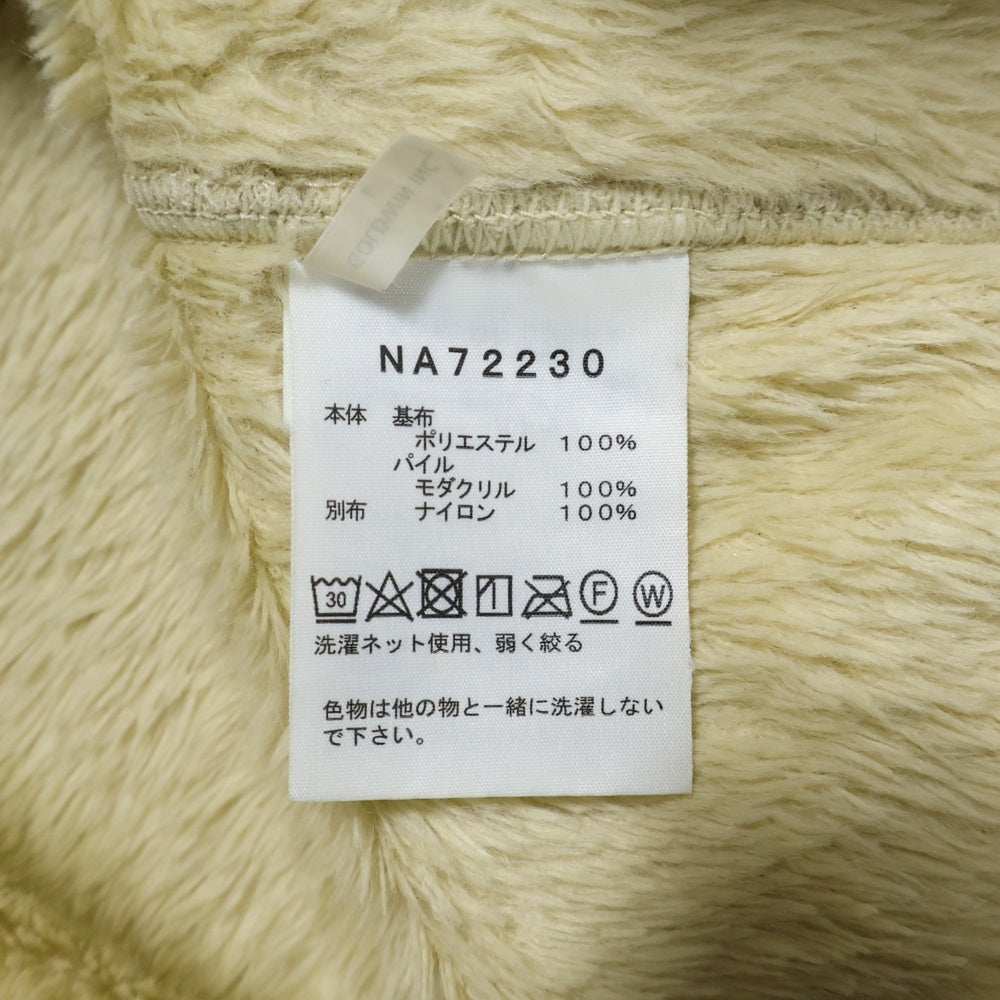 GOLDWIN INC
NA72230
本体 基布
ポリエステル 100%
パイル
モダクリル 100%
別布 ナイロン 100%
30 F W
洗濯ネット使用、弱く絞る
色物は他の物と一緒に洗濯しない
で下さい。